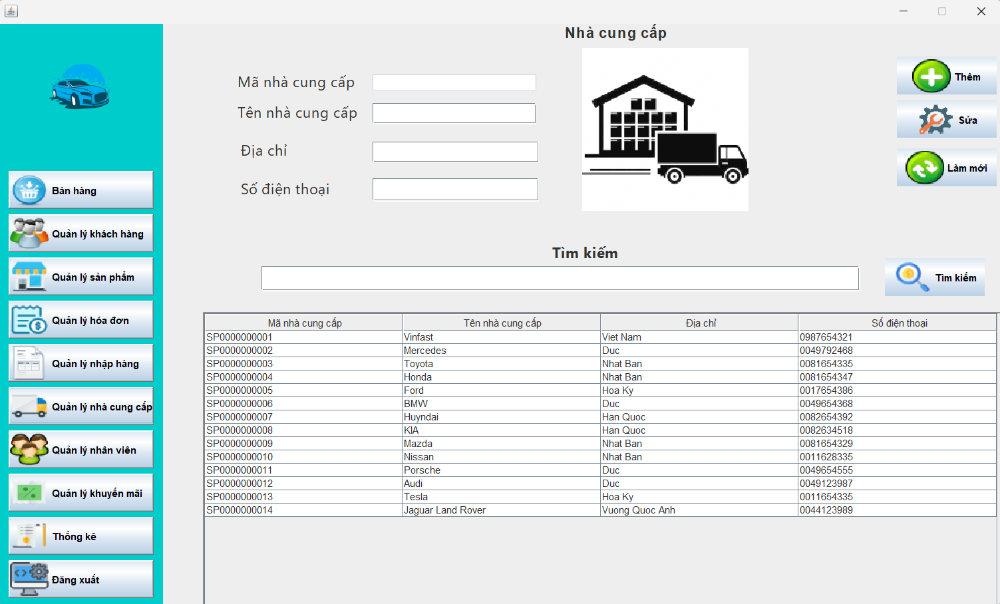 Nhà cung cấp
Mã nhà cung cấp
Tên nhà cung cấp
Địa chỉ
Số điện thoại
Thêm
Sửa
Làm mới
Bán hàng
Quản lý khách hàng
Quản lý sản phẩm
Quản lý hóa đơn
Quản lý nhập hàng
Quản lý nhà cung cấp
Quản lý nhân viên
Quản lý khuyến mãi
Thống kê
Đăng xuất
Tìm kiếm
Tìm kiếm
Mã nhà cung cấp Tên nhà cung cấp Địa chỉ Số điện thoại
SP0000000001 Vinfast Viet Nam 0987654321
SP0000000002 Mercedes Duc 0049792468
SP0000000003 Toyota Nhat Ban 0081654335
SP0000000004 Honda Nhat Ban 0081654347
SP0000000005 Ford Hoa Ky 0017654386
SP0000000006 BMW Duc 0049654368
SP0000000007 Huyndai Han Quoc 0082654392
SP0000000008 KIA Han Quoc 0082634518
SP0000000009 Mazda Nhat Ban 0081654329
SP0000000010 Nissan Nhat Ban 0011628335
SP0000000011 Porsche Duc 0049654555
SP0000000012 Audi Duc 0049123987
SP0000000013 Tesla Hoa Ky 0011654335
SP0000000014 Jaguar Land Rover Vuong Quoc Anh 0044123989